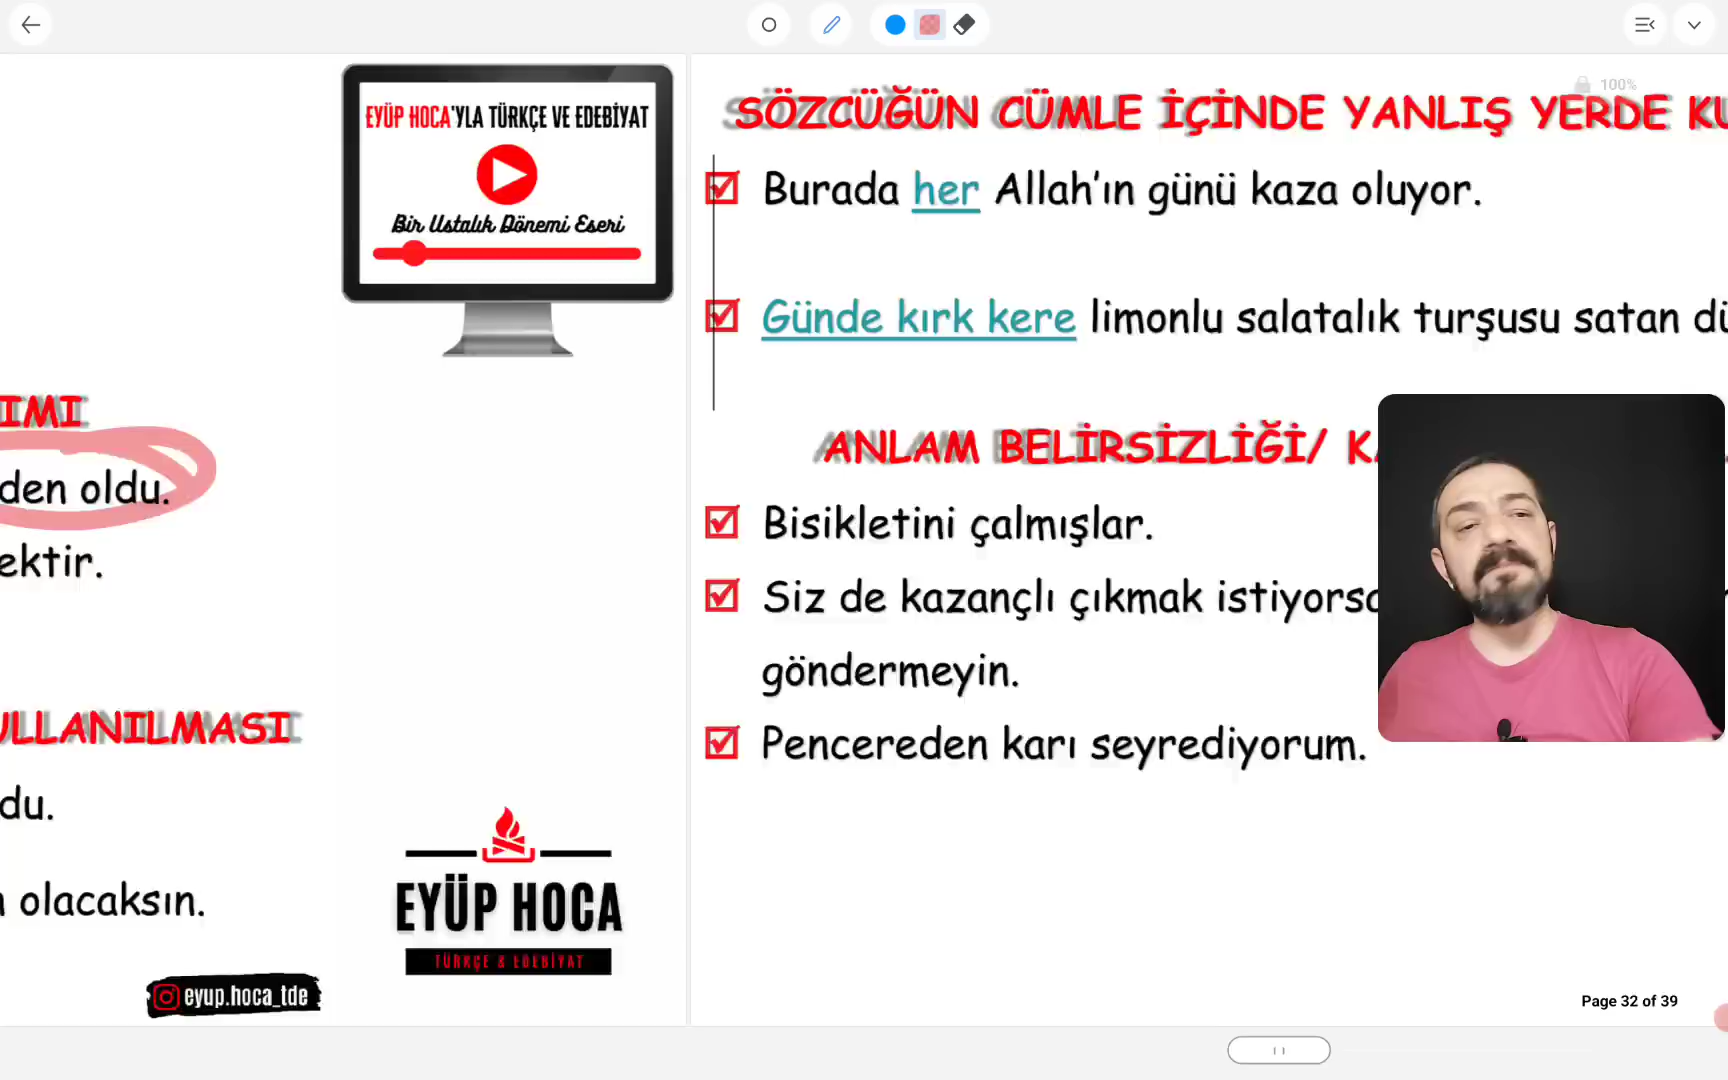 100%
EYÜP HOCA'YLA TÜRKÇE VE EDEBİYAT
Bir Ustalık Dönemi Eseri
IMI
den oldu.
ektir.
ULLANILMASI
du.
olacaksın.
EYÜP HOCA
TÜRKÇE & EDEBİYAT
eyup.hoca_tde
SÖZCÜĞÜN CÜMLE İÇİNDE YANLIŞ YERDE KU
Burada her Allah'ın günü kaza oluyor.
Günde kırk kere limonlu salatalık turşusu satan dü
ANLAM BELİRSİZLİĞİ/ KA
Bisikletini çalmışlar.
Siz de kazançlı çıkmak istiyorsa
göndermeyin.
Pencereden karı seyrediyorum.
Page 32 of 39